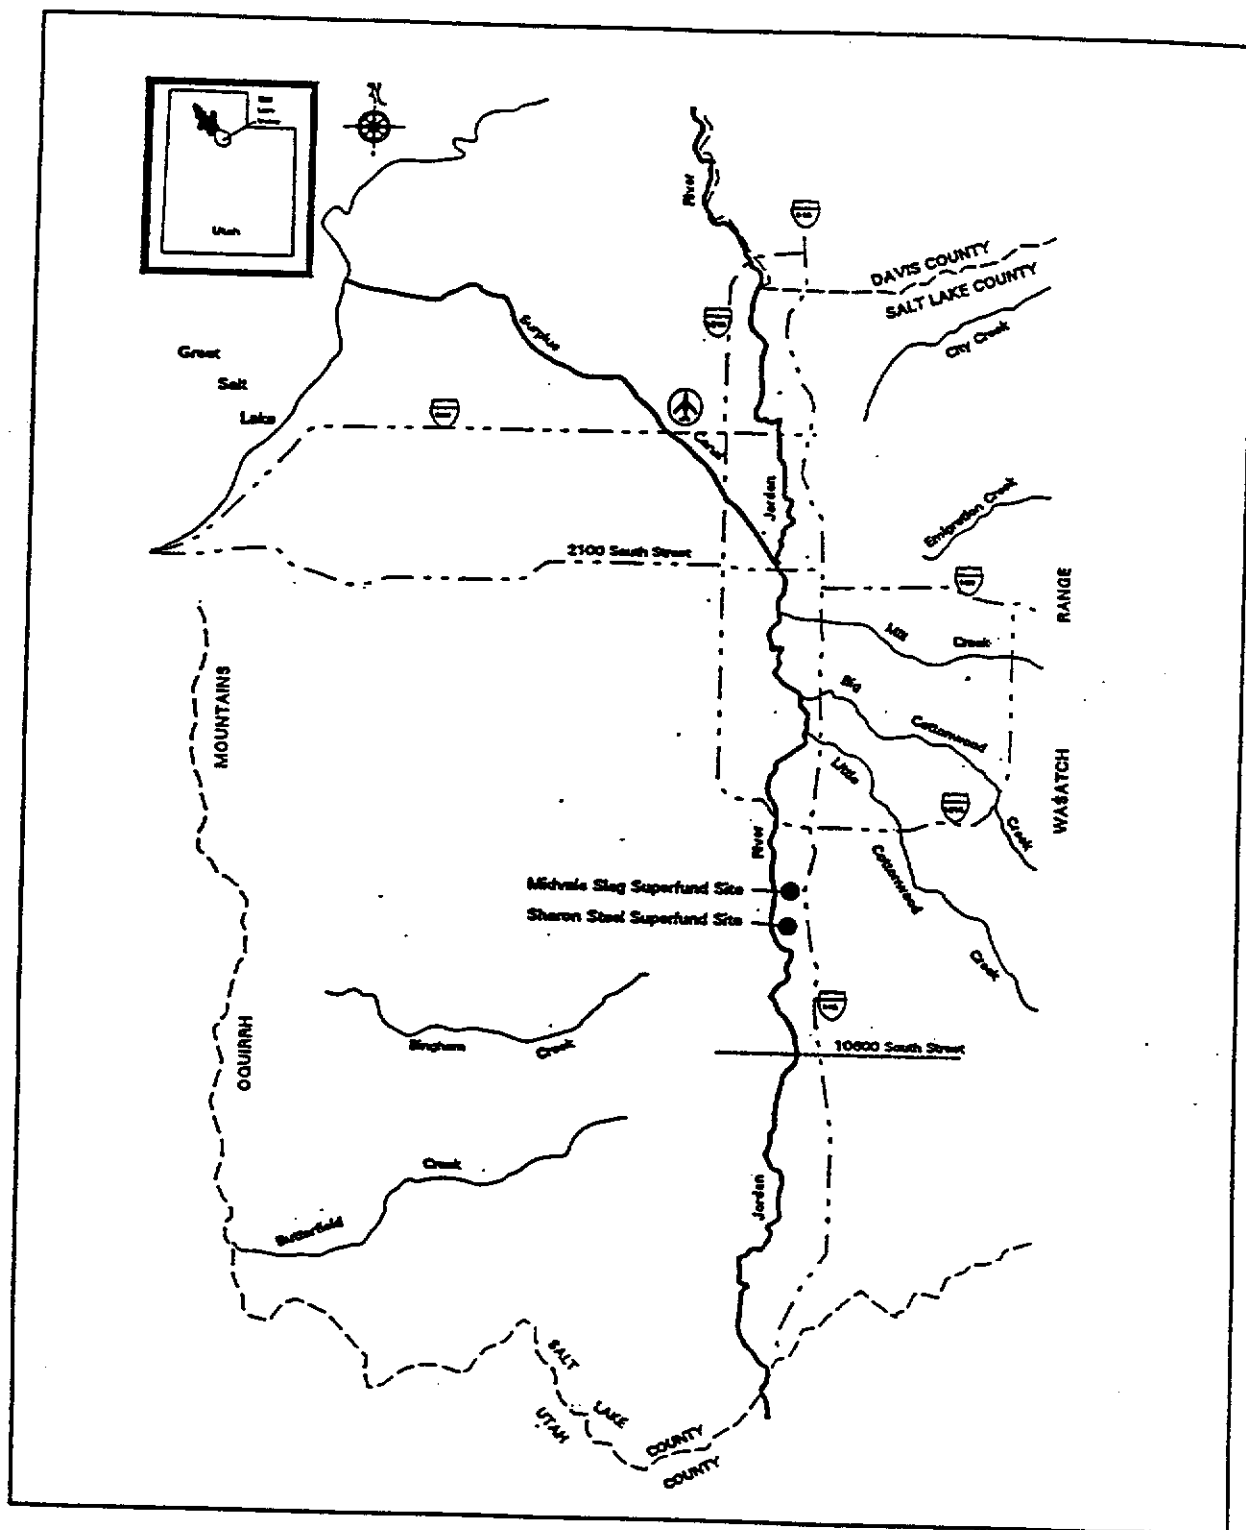 Utah
River
DAVIS COUNTY
SALT LAKE COUNTY
City Creek
Surplus
Canal
Great
Salt
Lake
Jordan
Emigration Creek
2100 South Street
RANGE
Mill
Creek
Big
Cottonwood
Creek
WASATCH
Little
Cottonwood
Creek
MOUNTAINS
OQUIRRH
River
Midvale Slag Superfund Site
Sharon Steel Superfund Site
Bingham
Creek
10600 South Street
Butterfield
Creek
Jordan
SALT
LAKE
COUNTY
UTAH
COUNTY